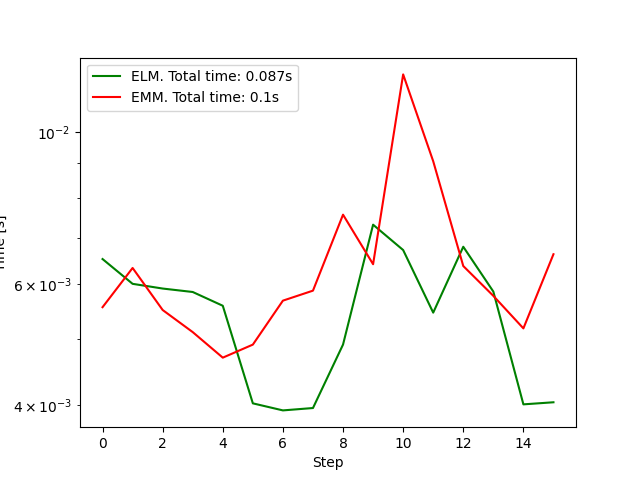 ELM. Total time: 0.087s
EMM. Total time: 0.1s
10⁻²
6 × 10⁻³
4 × 10⁻³
Time [s]
0 2 4 6 8 10 12 14
Step